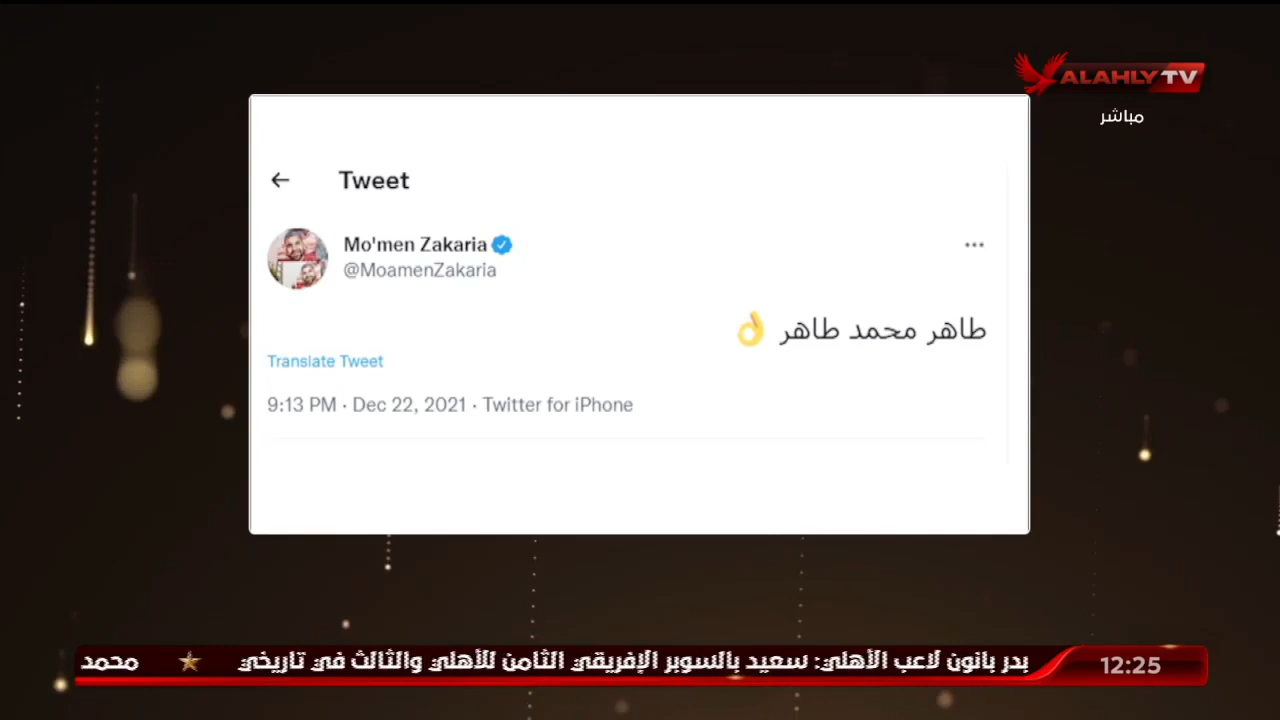 ALAHLY TV
مباشر
Tweet
Mo'men Zakaria
@MoamenZakaria
طاهر محمد طاهر 👌
Translate Tweet
9:13 PM · Dec 22, 2021 · Twitter for iPhone
بدر بانون لاعب الأهلي: سعيد بالسوبر الإفريقي الثامن للأهلي والثالث في تاريخي ★ محمد
12:25